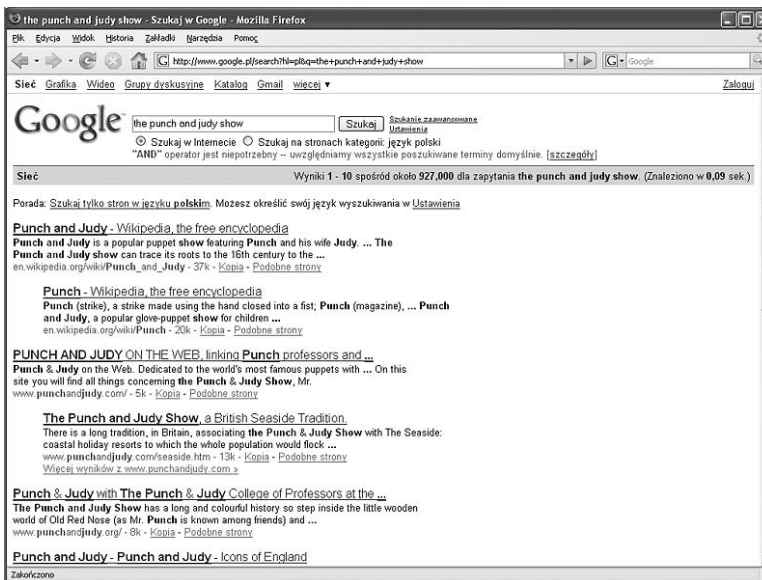 the punch and judy show - Szukaj w Google - Mozilla Firefox
Plik Edycja Widok Historia Zakładki Narzędzia Pomoc
http://www.google.pl/search?hl=pl&q=the+punch+and+judy+show Google
Sieć Grafika Wideo Grupy dyskusyjne Katalog Gmail więcej ▼ Zaloguj
Google the punch and judy show Szukaj Szukanie zaawansowane
Ustawienia
Szukaj w Internecie Szukaj na stronach kategorii: język polski
"AND" operator jest niepotrzebny -- uwzględniamy wszystkie poszukiwane terminy domyślnie. [szczegóły]
Sieć Wyniki 1 - 10 spośród około 927,000 dla zapytania the punch and judy show. (Znaleziono w 0,09 sek.)
Porada: Szukaj tylko stron w języku polskim. Możesz określić swój język wyszukiwania w Ustawienia
Punch and Judy - Wikipedia, the free encyclopedia
Punch and Judy is a popular puppet show featuring Punch and his wife Judy. ... The
Punch and Judy show can trace its roots to the 16th century to the ...
en.wikipedia.org/wiki/Punch_and_Judy - 37k - Kopia - Podobne strony
Punch - Wikipedia, the free encyclopedia
Punch (strike), a strike made using the hand closed into a fist; Punch (magazine), ... Punch
and Judy, a popular glove-puppet show for children ...
en.wikipedia.org/wiki/Punch - 20k - Kopia - Podobne strony
PUNCH AND JUDY ON THE WEB, linking Punch professors and ...
Punch & Judy on the Web. Dedicated to the world's most famous puppets with ... On this
site you will find all things concerning the Punch & Judy Show, Mr.
www.punchandjudy.com/ - 5k - Kopia - Podobne strony
The Punch and Judy Show, a British Seaside Tradition.
There is a long tradition, in Britain, associating the Punch & Judy Show with The Seaside:
coastal holiday resorts to which the whole population would flock ...
www.punchandjudy.com/seaside.htm - 13k - Kopia - Podobne strony
Więcej wyników z www.punchandjudy.com »
Punch & Judy with The Punch & Judy College of Professors at the ...
The Punch and Judy Show has a long and colourful history so step inside the little wooden
world of Old Red Nose (as Mr. Punch is known among friends) and ...
www.punchandjudy.org/ - 8k - Kopia - Podobne strony
Punch and Judy - Punch and Judy - Icons of England
Zakończono